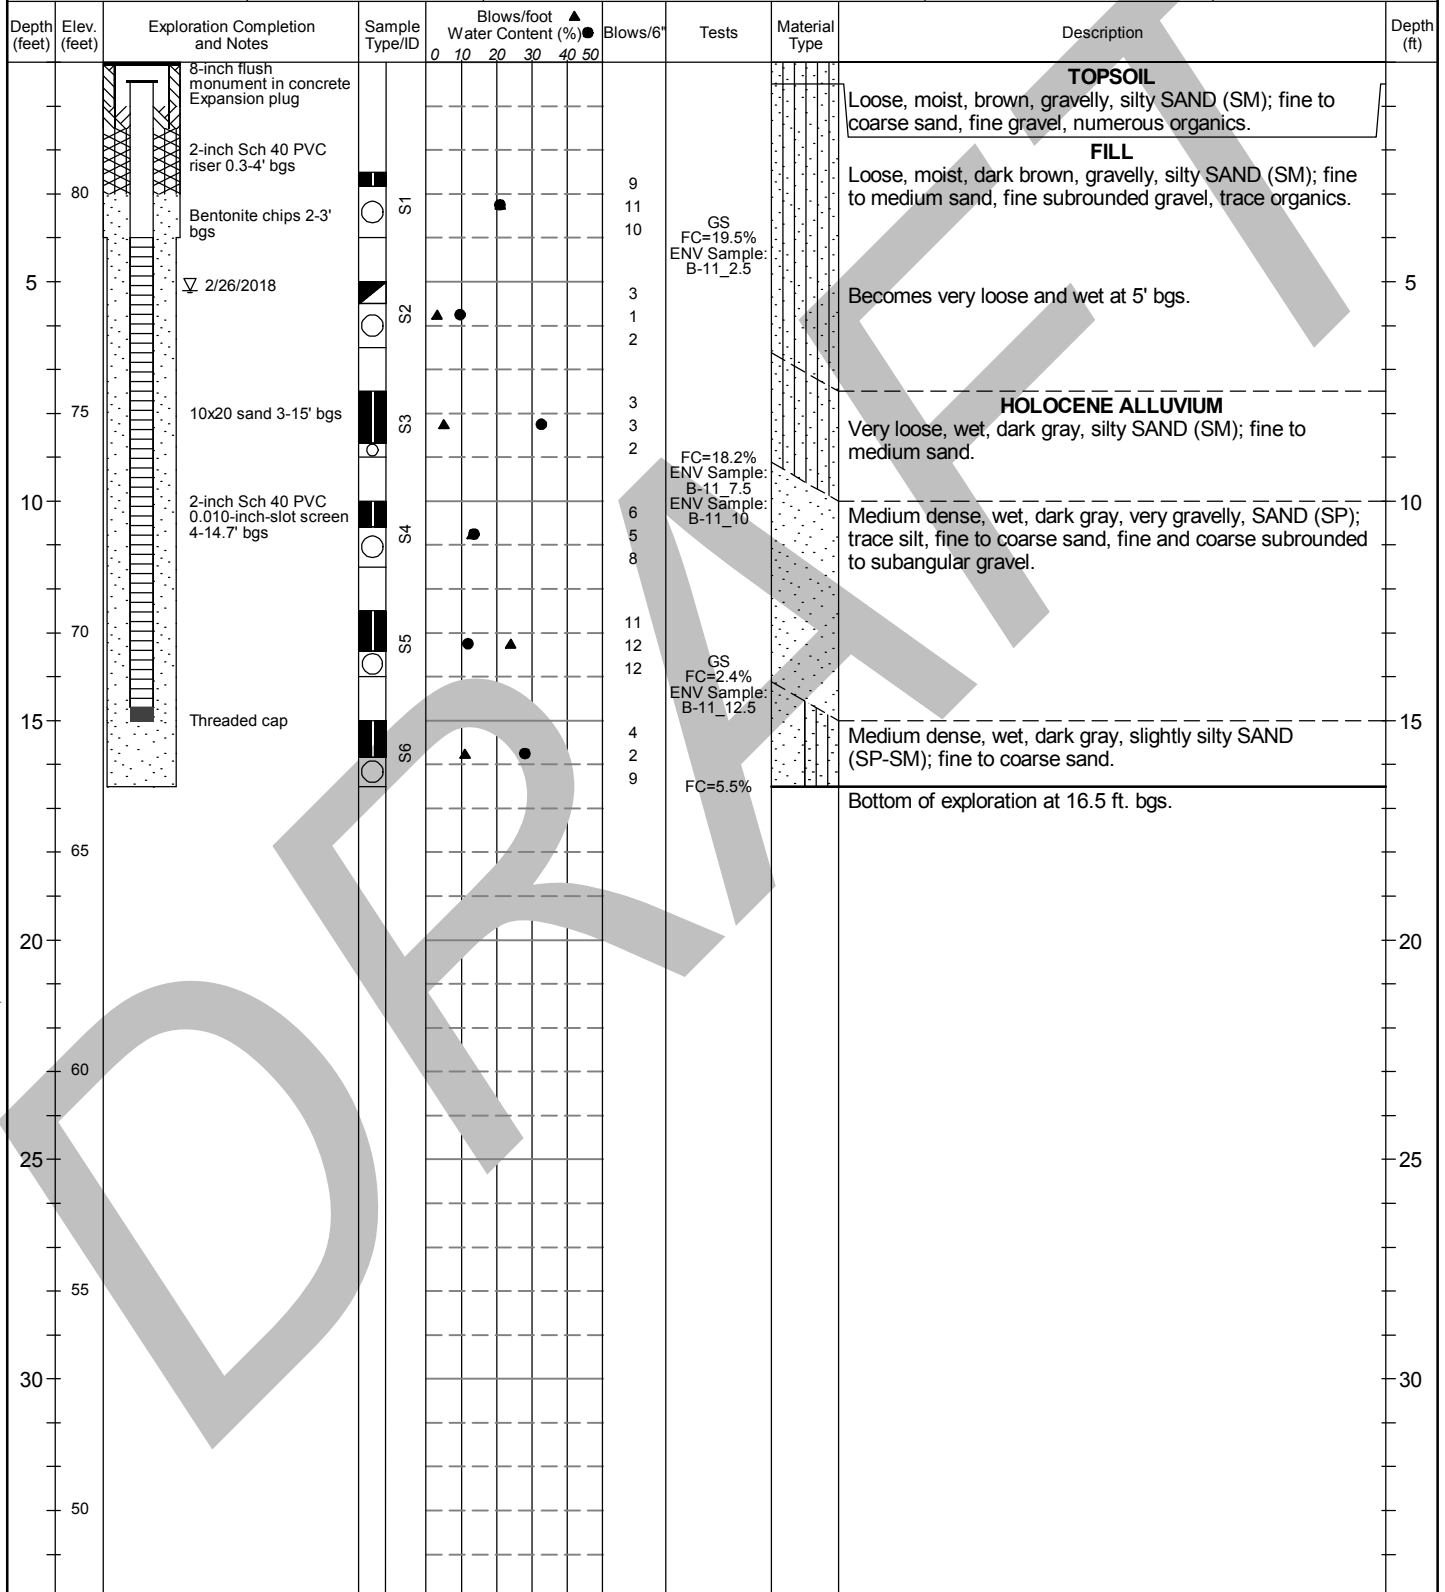 Depth
(feet)
Elev.
(feet)
Exploration Completion
and Notes
Sample
Type/ID
Blows/foot ▲
Water Content (%)●
0 10 20 30 40 50
Blows/6"
Tests
Material
Type
Description
Depth
(ft)
8-inch flush
monument in concrete
Expansion plug
2-inch Sch 40 PVC
riser 0.3-4' bgs
Bentonite chips 2-3'
bgs
2/26/2018
10x20 sand 3-15' bgs
2-inch Sch 40 PVC
0.010-inch-slot screen
4-14.7' bgs
Threaded cap
5
10
15
20
25
30
80
75
70
65
60
55
50
S1
S2
S3
S4
S5
S6
9
11
10
3
1
2
3
3
2
6
5
8
11
12
12
4
2
9
GS
FC=19.5%
ENV Sample:
B-11_2.5
FC=18.2%
ENV Sample:
B-11_7.5
ENV Sample:
B-11_10
GS
FC=2.4%
ENV Sample:
B-11_12.5
FC=5.5%
TOPSOIL
Loose, moist, brown, gravelly, silty SAND (SM); fine to
coarse sand, fine gravel, numerous organics.
FILL
Loose, moist, dark brown, gravelly, silty SAND (SM); fine
to medium sand, fine subrounded gravel, trace organics.
Becomes very loose and wet at 5' bgs.
HOLOCENE ALLUVIUM
Very loose, wet, dark gray, silty SAND (SM); fine to
medium sand.
Medium dense, wet, dark gray, very gravelly, SAND (SP);
trace silt, fine to coarse sand, fine and coarse subrounded
to subangular gravel.
Medium dense, wet, dark gray, slightly silty SAND
(SP-SM); fine to coarse sand.
Bottom of exploration at 16.5 ft. bgs.
5
10
15
20
25
30
DRAFT